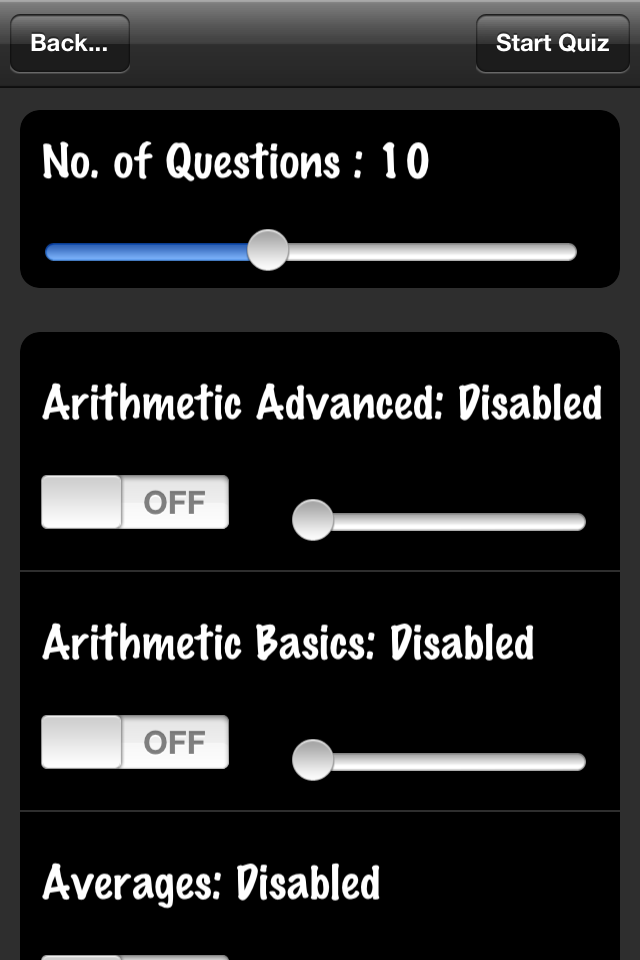 Back...
Start Quiz
No. of Questions : 10
Arithmetic Advanced: Disabled
OFF
Arithmetic Basics: Disabled
OFF
Averages: Disabled